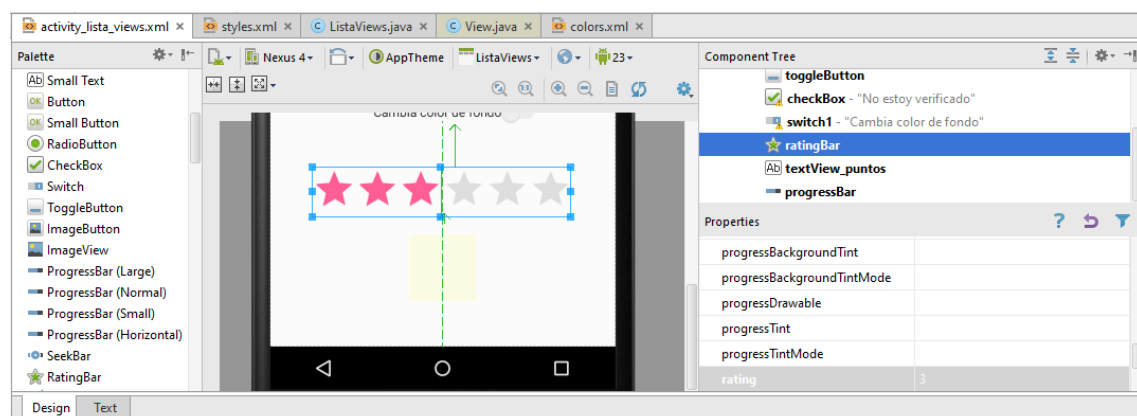 activity_lista_views.xml × styles.xml × ListaViews.java × View.java × colors.xml ×
Palette
Small Text
Button
Small Button
RadioButton
CheckBox
Switch
ToggleButton
ImageButton
ImageView
ProgressBar (Large)
ProgressBar (Normal)
ProgressBar (Small)
ProgressBar (Horizontal)
SeekBar
RatingBar
Nexus 4 AppTheme ListaViews 23
Cambia color de fondo
Component Tree
toggleButton
checkBox - "No estoy verificado"
switch1 - "Cambia color de fondo"
ratingBar
textView_puntos
progressBar
Properties
progressBackgroundTint
progressBackgroundTintMode
progressDrawable
progressTint
progressTintMode
rating 3
Design Text